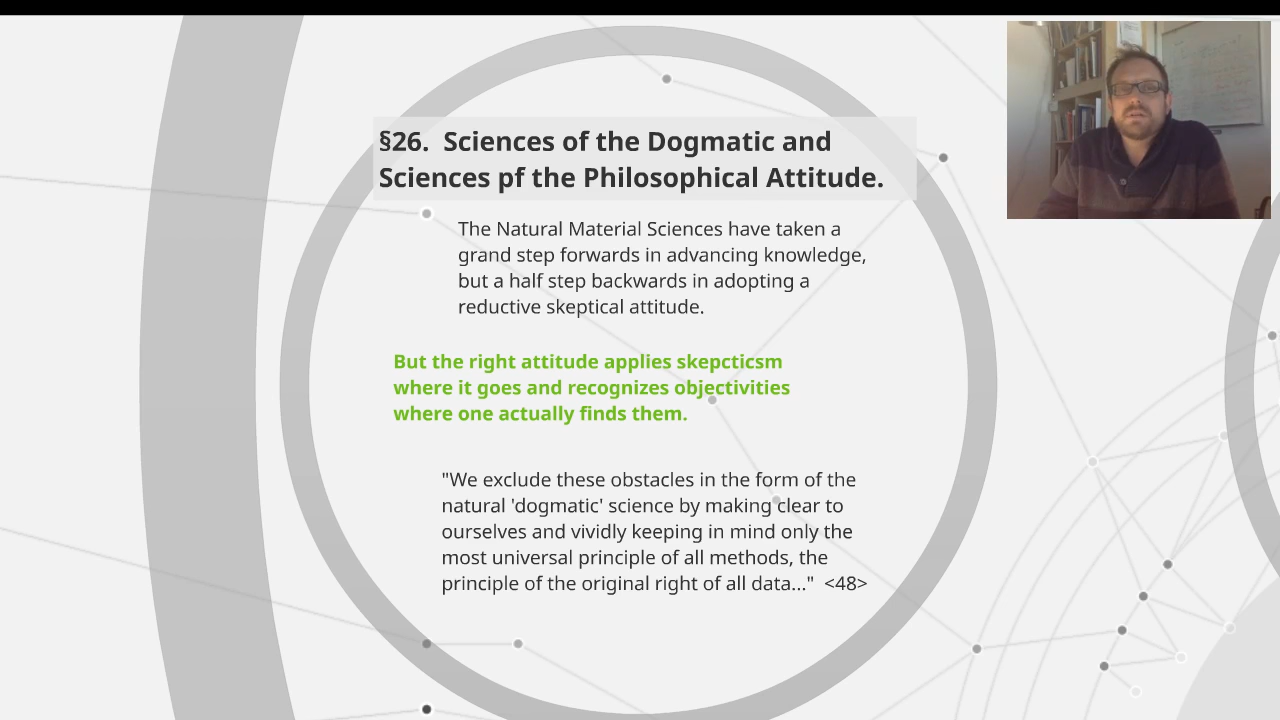 §26.  Sciences of the Dogmatic and
Sciences pf the Philosophical Attitude.
The Natural Material Sciences have taken a
grand step forwards in advancing knowledge,
but a half step backwards in adopting a
reductive skeptical attitude.
But the right attitude applies skepcticsm
where it goes and recognizes objectivities
where one actually finds them.
"We exclude these obstacles in the form of the
natural 'dogmatic' science by making clear to
ourselves and vividly keeping in mind only the
most universal principle of all methods, the
principle of the original right of all data..."  <48>